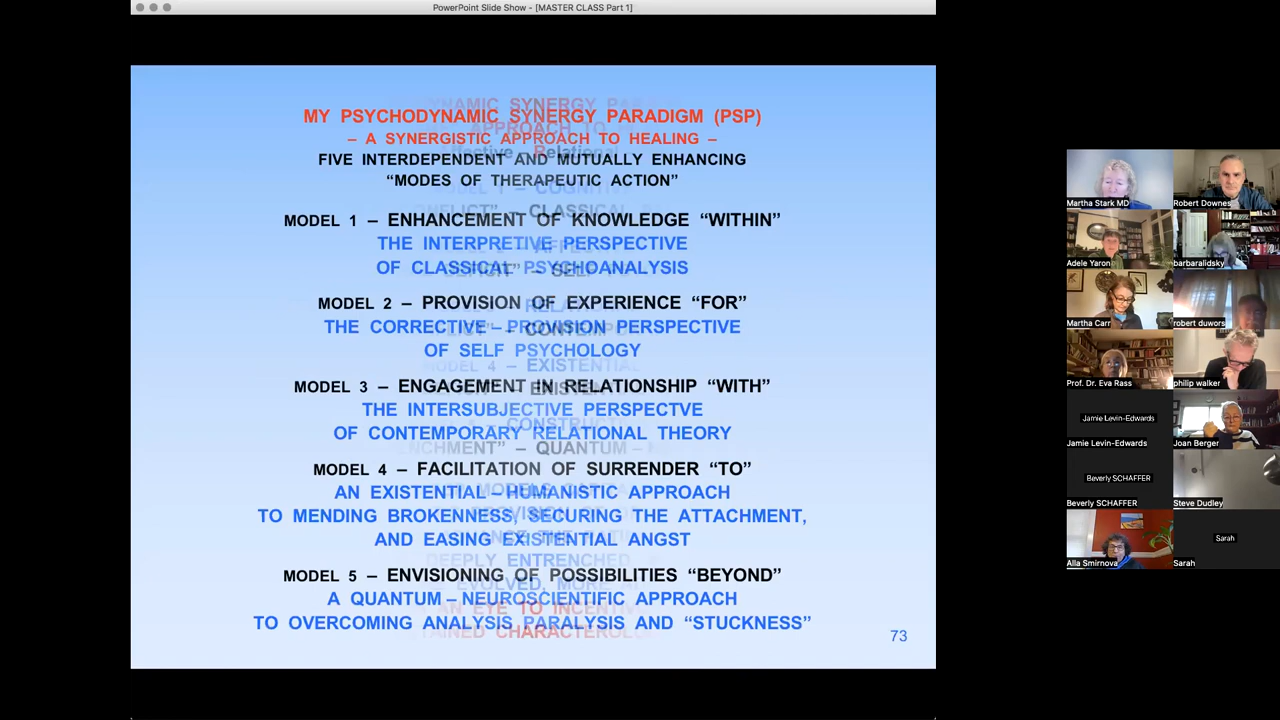 PowerPoint Slide Show - [MASTER CLASS Part 1]
MY PSYCHODYNAMIC SYNERGY PARADIGM (PSP)
– A SYNERGISTIC APPROACH TO HEALING –
FIVE INTERDEPENDENT AND MUTUALLY ENHANCING
“MODES OF THERAPEUTIC ACTION”
MODEL 1 – ENHANCEMENT OF KNOWLEDGE “WITHIN”
THE INTERPRETIVE PERSPECTIVE
OF CLASSICAL PSYCHOANALYSIS
MODEL 2 – PROVISION OF EXPERIENCE “FOR”
THE CORRECTIVE – PROVISION PERSPECTIVE
OF SELF PSYCHOLOGY
MODEL 3 – ENGAGEMENT IN RELATIONSHIP “WITH”
THE INTERSUBJECTIVE PERSPECTVE
OF CONTEMPORARY RELATIONAL THEORY
MODEL 4 – FACILITATION OF SURRENDER “TO”
AN EXISTENTIAL – HUMANISTIC APPROACH
TO MENDING BROKENNESS, SECURING THE ATTACHMENT,
AND EASING EXISTENTIAL ANGST
MODEL 5 – ENVISIONING OF POSSIBILITIES “BEYOND”
A QUANTUM – NEUROSCIENTIFIC APPROACH
TO OVERCOMING ANALYSIS PARALYSIS AND “STUCKNESS”
73
Martha Stark MD
Robert Downes
Adele Yaron
barbaralidsky
Martha Carr
robert duwors
Prof. Dr. Eva Rass
philip walker
Jamie Levin-Edwards
Jamie Levin-Edwards
Joan Berger
Beverly SCHAFFER
Beverly SCHAFFER
Steve Dudley
Alla Smirnova
Sarah
Sarah